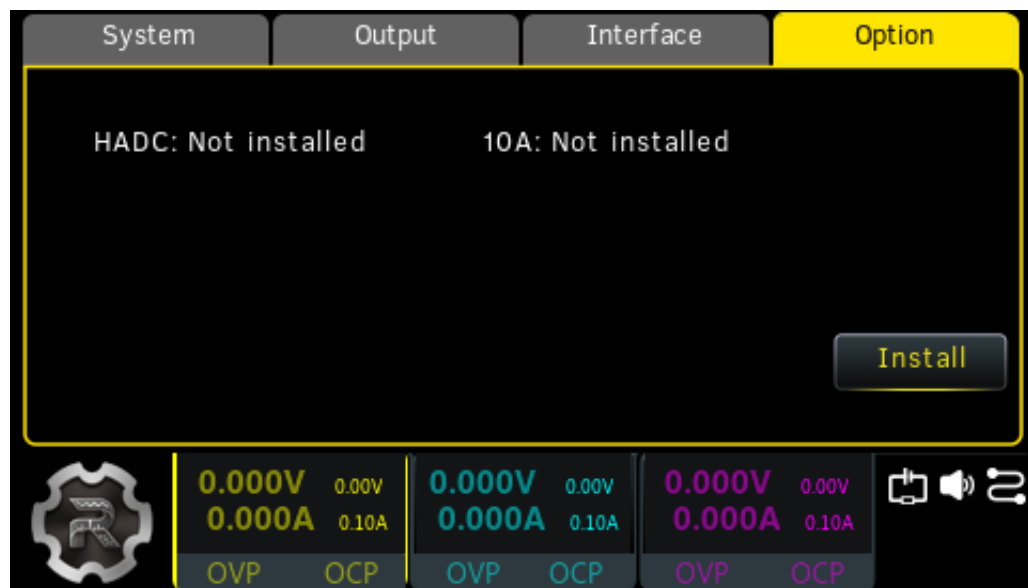 System Output Interface Option
HADC: Not installed 10A: Not installed
Install
0.000V 0.00V 0.000V 0.00V 0.000V 0.00V
0.000A 0.10A 0.000A 0.10A 0.000A 0.10A
OVP OCP OVP OCP OVP OCP